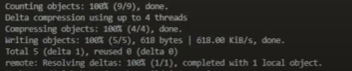 Counting objects: 100% (9/9), done.
Delta compression using up to 4 threads
Compressing objects: 100% (4/4), done.
Writing objects: 100% (5/5), 618 bytes | 618.00 KiB/s, done.
Total 5 (delta 1), reused 0 (delta 0)
remote: Resolving deltas: 100% (1/1), completed with 1 local object.